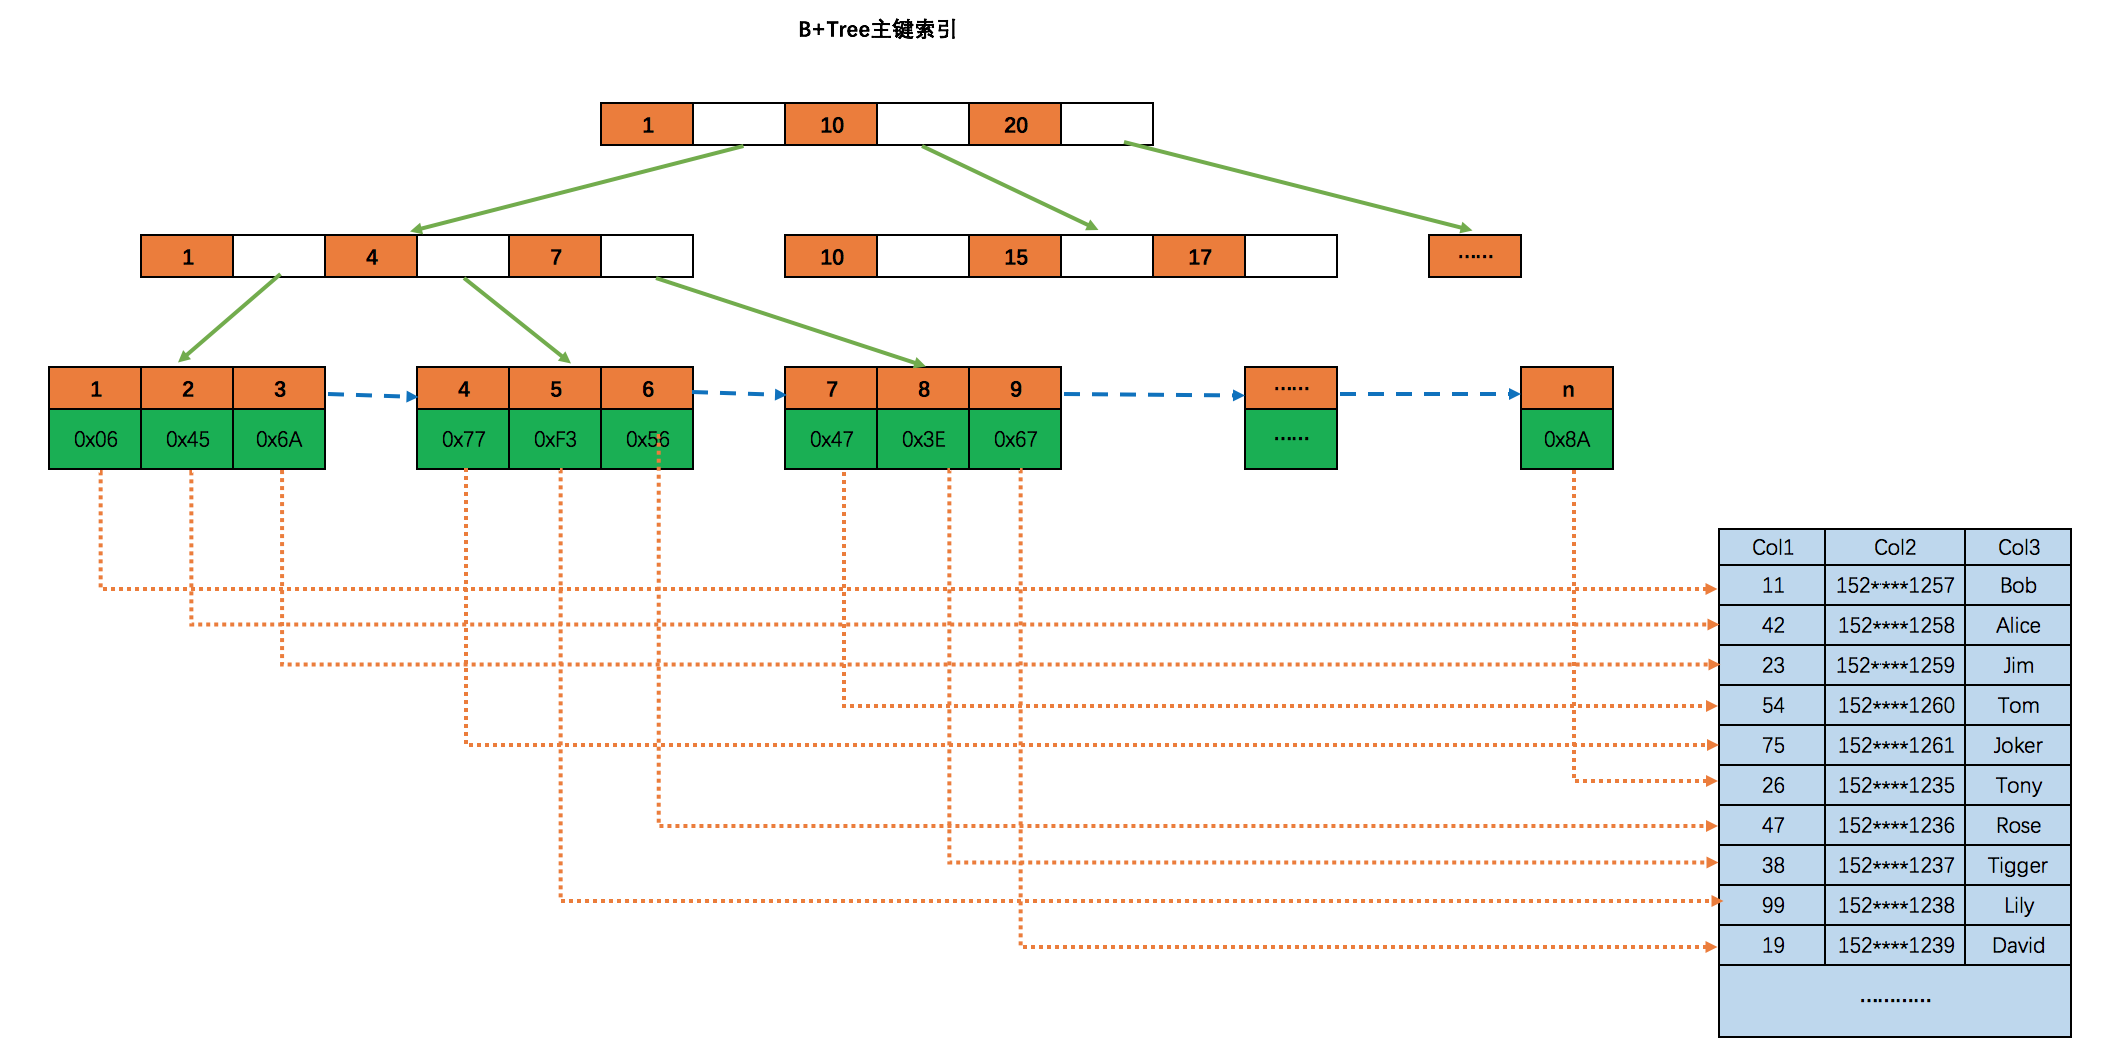 B+Tree主键索引
1 10 20
1 4 7 10 15 17 ……
1 2 3 4 5 6 7 8 9 …… n
0x06 0x45 0x6A 0x77 0xF3 0x56 0x47 0x3E 0x67 …… 0x8A
Col1 Col2 Col3
11 152****1257 Bob
42 152****1258 Alice
23 152****1259 Jim
54 152****1260 Tom
75 152****1261 Joker
26 152****1235 Tony
47 152****1236 Rose
38 152****1237 Tigger
99 152****1238 Lily
19 152****1239 David
…………